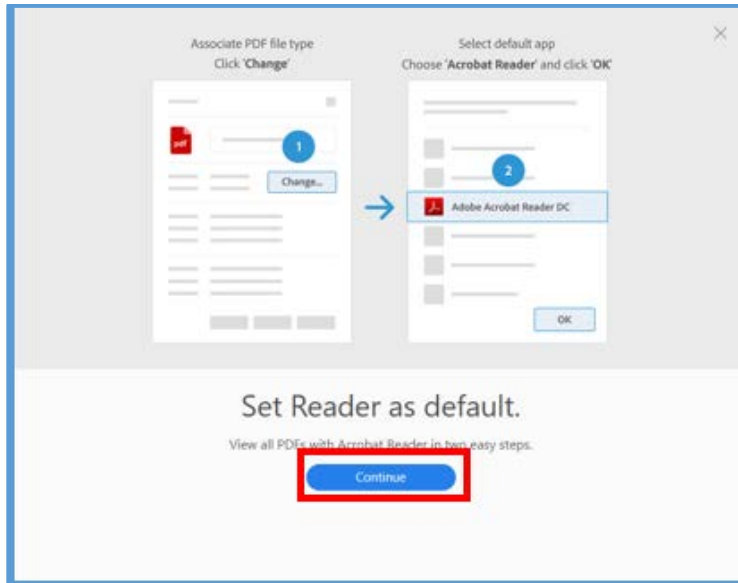 Associate PDF file type
Click 'Change'
Select default app
Choose 'Acrobat Reader' and click 'OK'
pdf
1
Change...
2
Adobe Acrobat Reader DC
OK
Set Reader as default.
View all PDFs with Acrobat Reader in two easy steps.
Continue